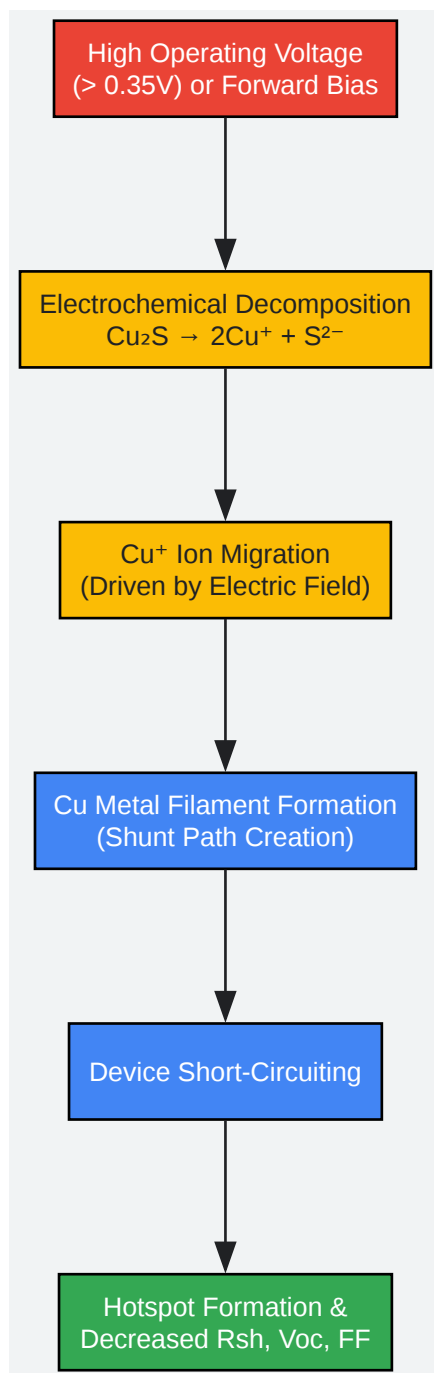 High Operating Voltage
(> 0.35V) or Forward Bias
Electrochemical Decomposition
Cu₂S → 2Cu⁺ + S²⁻
Cu⁺ Ion Migration
(Driven by Electric Field)
Cu Metal Filament Formation
(Shunt Path Creation)
Device Short-Circuiting
Hotspot Formation &
Decreased Rsh, Voc, FF